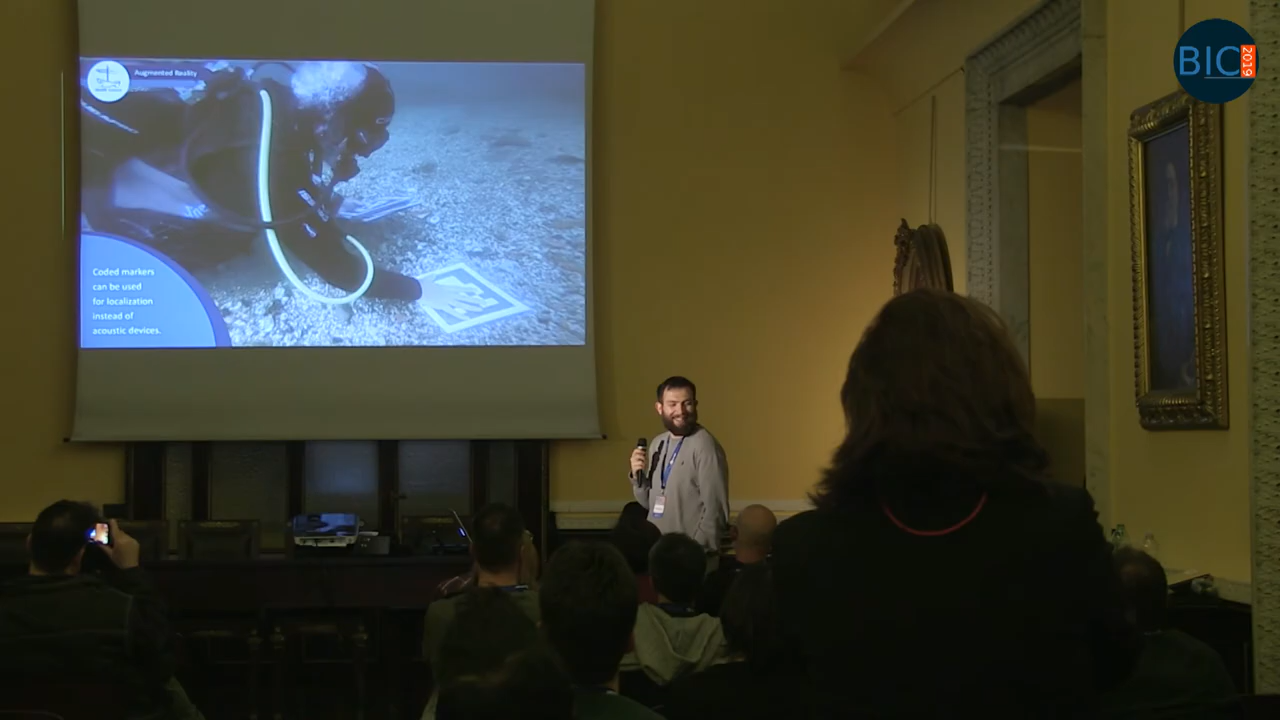 Augmented Reality
Coded markers
can be used
for localization
instead of
acoustic devices.
BIC
2019